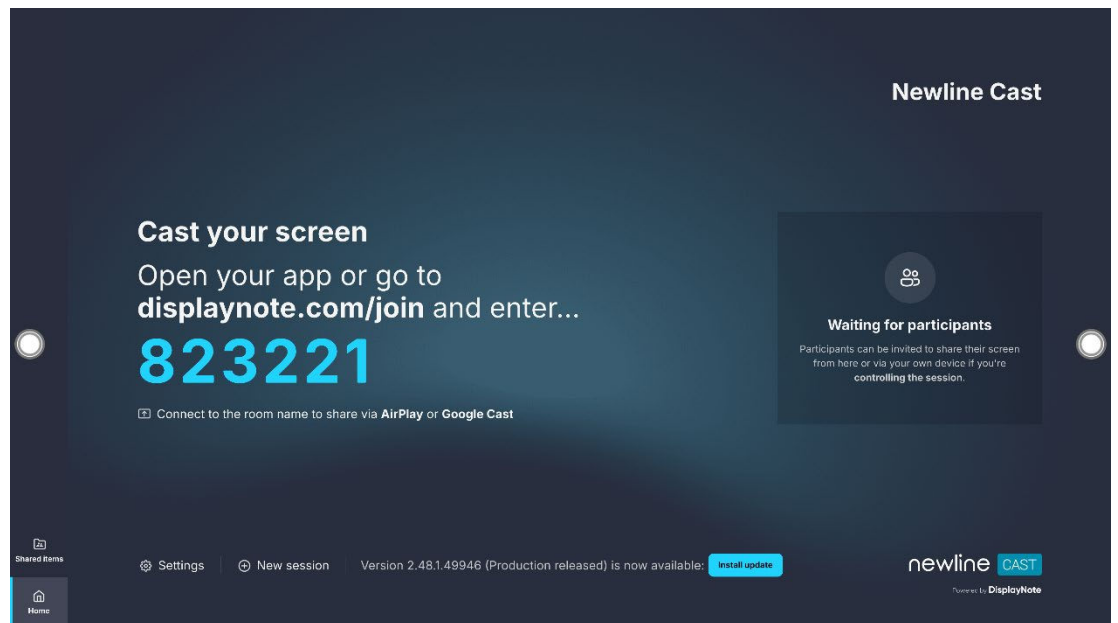 Newline Cast
Cast your screen
Open your app or go to
displaynote.com/join and enter...
823221
Connect to the room name to share via AirPlay or Google Cast
Waiting for participants
Participants can be invited to share their screen
from here or via your own device if you're
controlling the session.
Shared items
Home
Settings
New session
Version 2.48.1.49946 (Production released) is now available:
Install update
newline CAST
Powered by DisplayNote